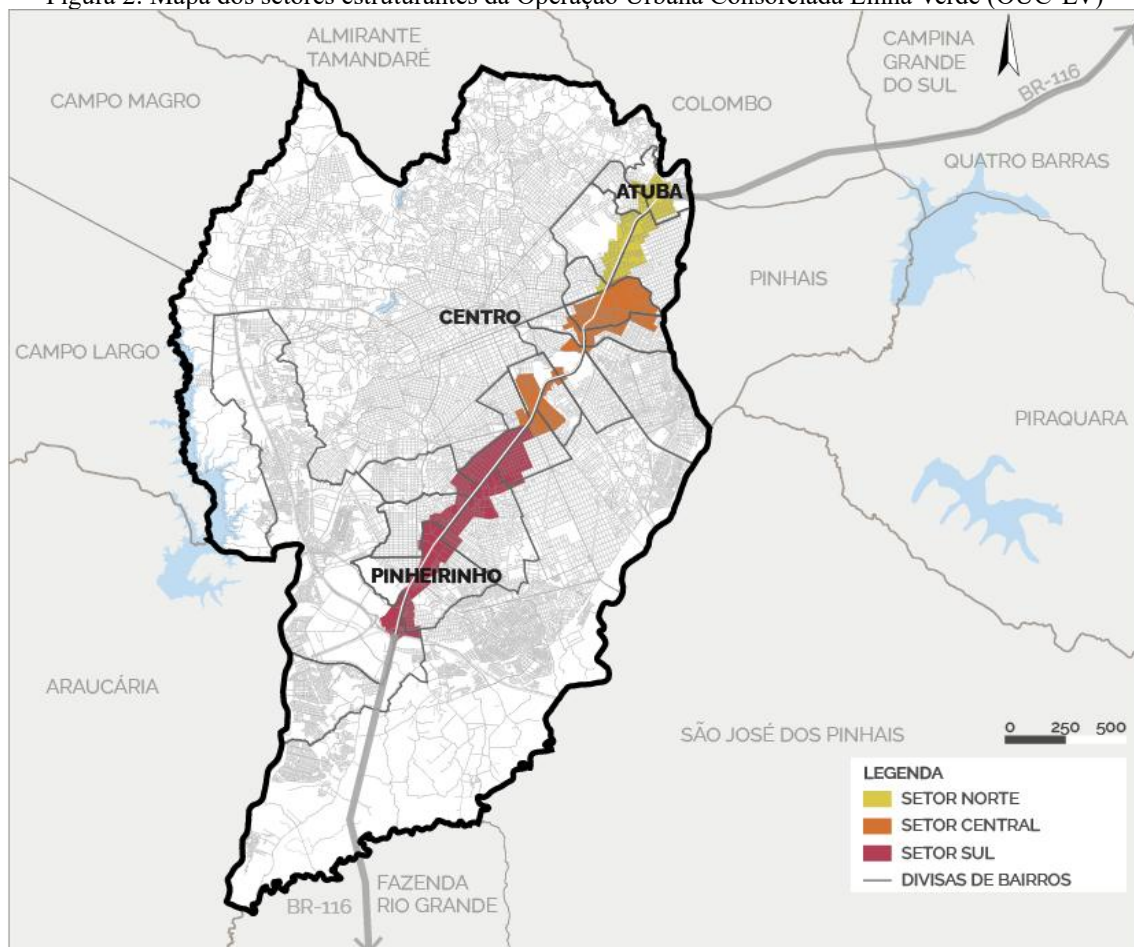 Figura 2: Mapa dos setores estruturantes da Operação Urbana Consorciada Linha Verde (OUC-LV)
ALMIRANTE
TAMANDARÉ
CAMPINA
GRANDE
DO SUL
BR-116
CAMPO MAGRO
COLOMBO
QUATRO BARRAS
ATUBA
PINHAIS
CENTRO
CAMPO LARGO
PIRAQUARA
PINHEIRINHO
ARAUCÁRIA
SÃO JOSÉ DOS PINHAIS
0 250 500
LEGENDA
SETOR NORTE
SETOR CENTRAL
SETOR SUL
DIVISAS DE BAIRROS
FAZENDA
RIO GRANDE
BR-116